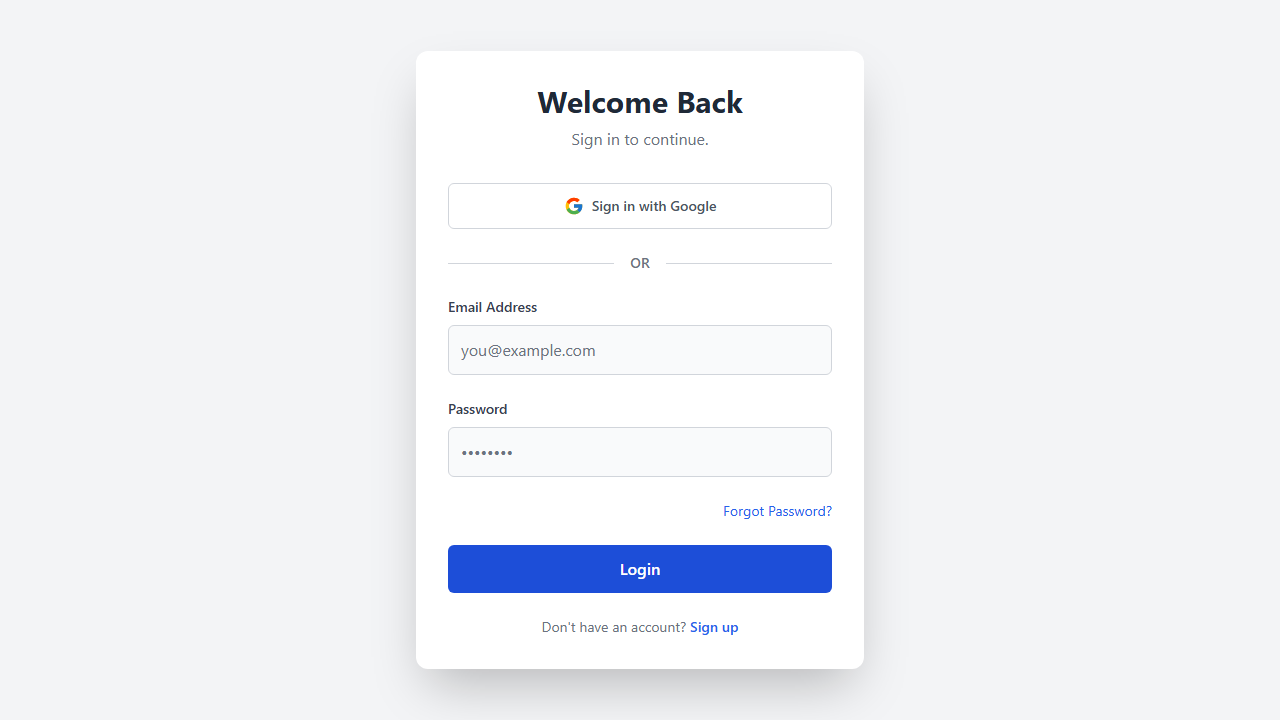 Welcome Back
Sign in to continue.
Sign in with Google
OR
Email Address
you@example.com
Password
••••••••
Forgot Password?
Login
Don't have an account? Sign up